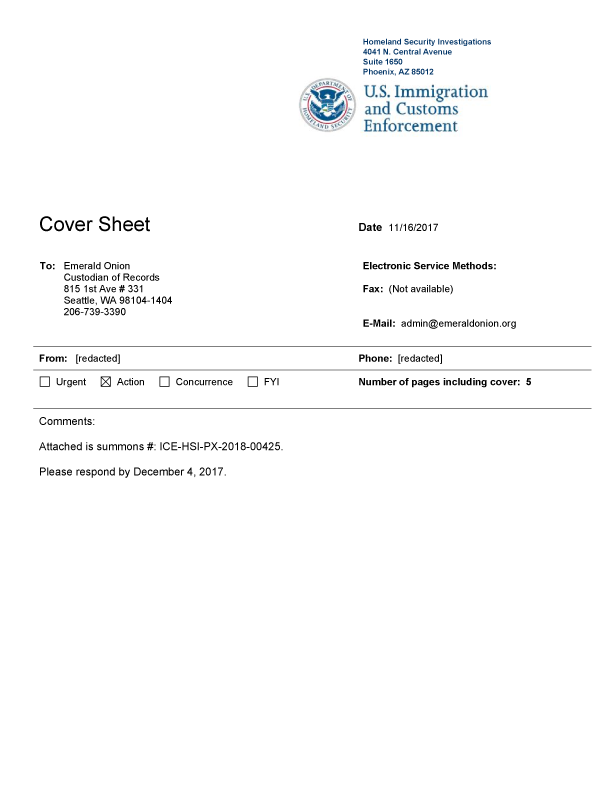 Homeland Security Investigations
4041 N. Central Avenue
Suite 1650
Phoenix, AZ 85012
U.S. DEPARTMENT OF HOMELAND SECURITY
U.S. Immigration
and Customs
Enforcement
Cover Sheet
Date 11/16/2017
To: Emerald Onion
Custodian of Records
815 1st Ave # 331
Seattle, WA 98104-1404
206-739-3390
Electronic Service Methods:
Fax: (Not available)
E-Mail: admin@emeraldonion.org
From: [redacted]
Phone: [redacted]
☐ Urgent ☒ Action ☐ Concurrence ☐ FYI
Number of pages including cover: 5
Comments:
Attached is summons #: ICE-HSI-PX-2018-00425.
Please respond by December 4, 2017.